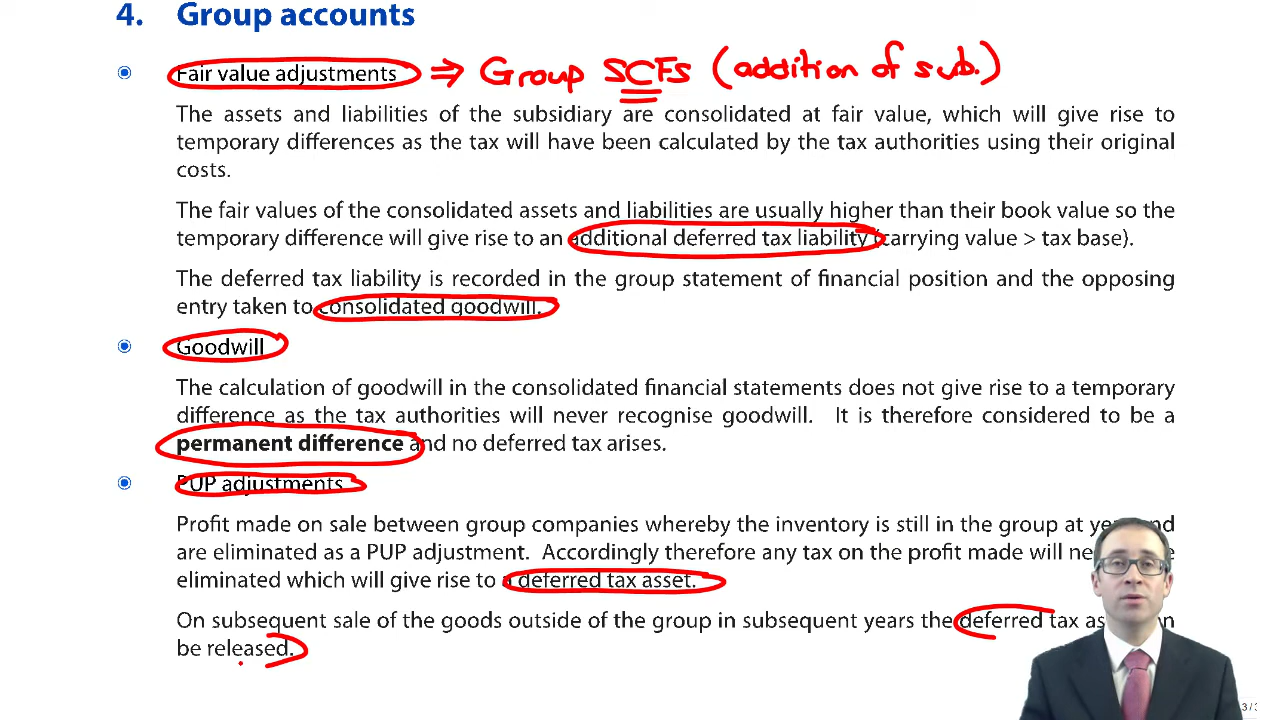 4. Group accounts
Fair value adjustments ⇒ Group SCFs (addition of sub.)
The assets and liabilities of the subsidiary are consolidated at fair value, which will give rise to
temporary differences as the tax will have been calculated by the tax authorities using their original
costs.
The fair values of the consolidated assets and liabilities are usually higher than their book value so the
temporary difference will give rise to an additional deferred tax liability (carrying value > tax base).
The deferred tax liability is recorded in the group statement of financial position and the opposing
entry taken to consolidated goodwill.
Goodwill
The calculation of goodwill in the consolidated financial statements does not give rise to a temporary
difference as the tax authorities will never recognise goodwill. It is therefore considered to be a
permanent difference and no deferred tax arises.
PUP adjustments
Profit made on sale between group companies whereby the inventory is still in the group at
are eliminated as a PUP adjustment. Accordingly therefore any tax on the profit made will
eliminated which will give rise to a deferred tax asset.
On subsequent sale of the goods outside of the group in subsequent years the deferred tax
be released.